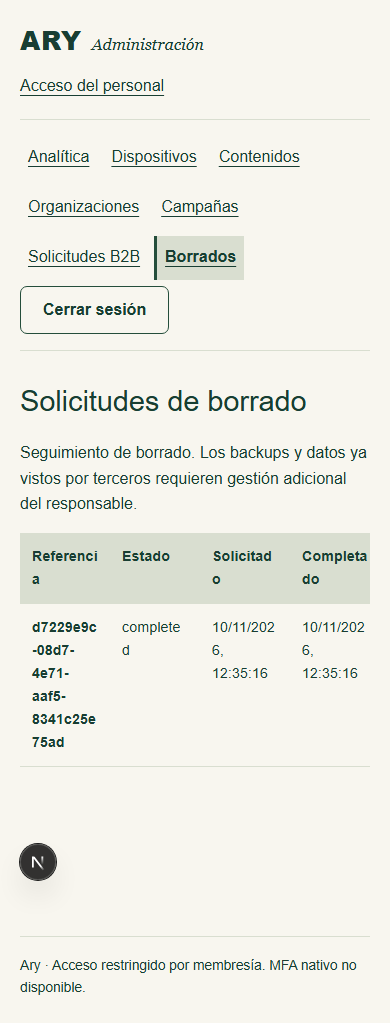 ARY Administración
Acceso del personal
Analítica Dispositivos Contenidos
Organizaciones Campañas
Solicitudes B2B Borrados
Cerrar sesión
Solicitudes de borrado
Seguimiento de borrado. Los backups y datos ya
vistos por terceros requieren gestión adicional
del responsable.
Referenci Estado Solicitad Completa
a o do
d7229e9c complete 10/11/202 10/11/202
-08d7- d 6, 6,
4e71- 12:35:16 12:35:16
aaf5-
8341c25e
75ad
N
Ary · Acceso restringido por membresía. MFA nativo no
disponible.